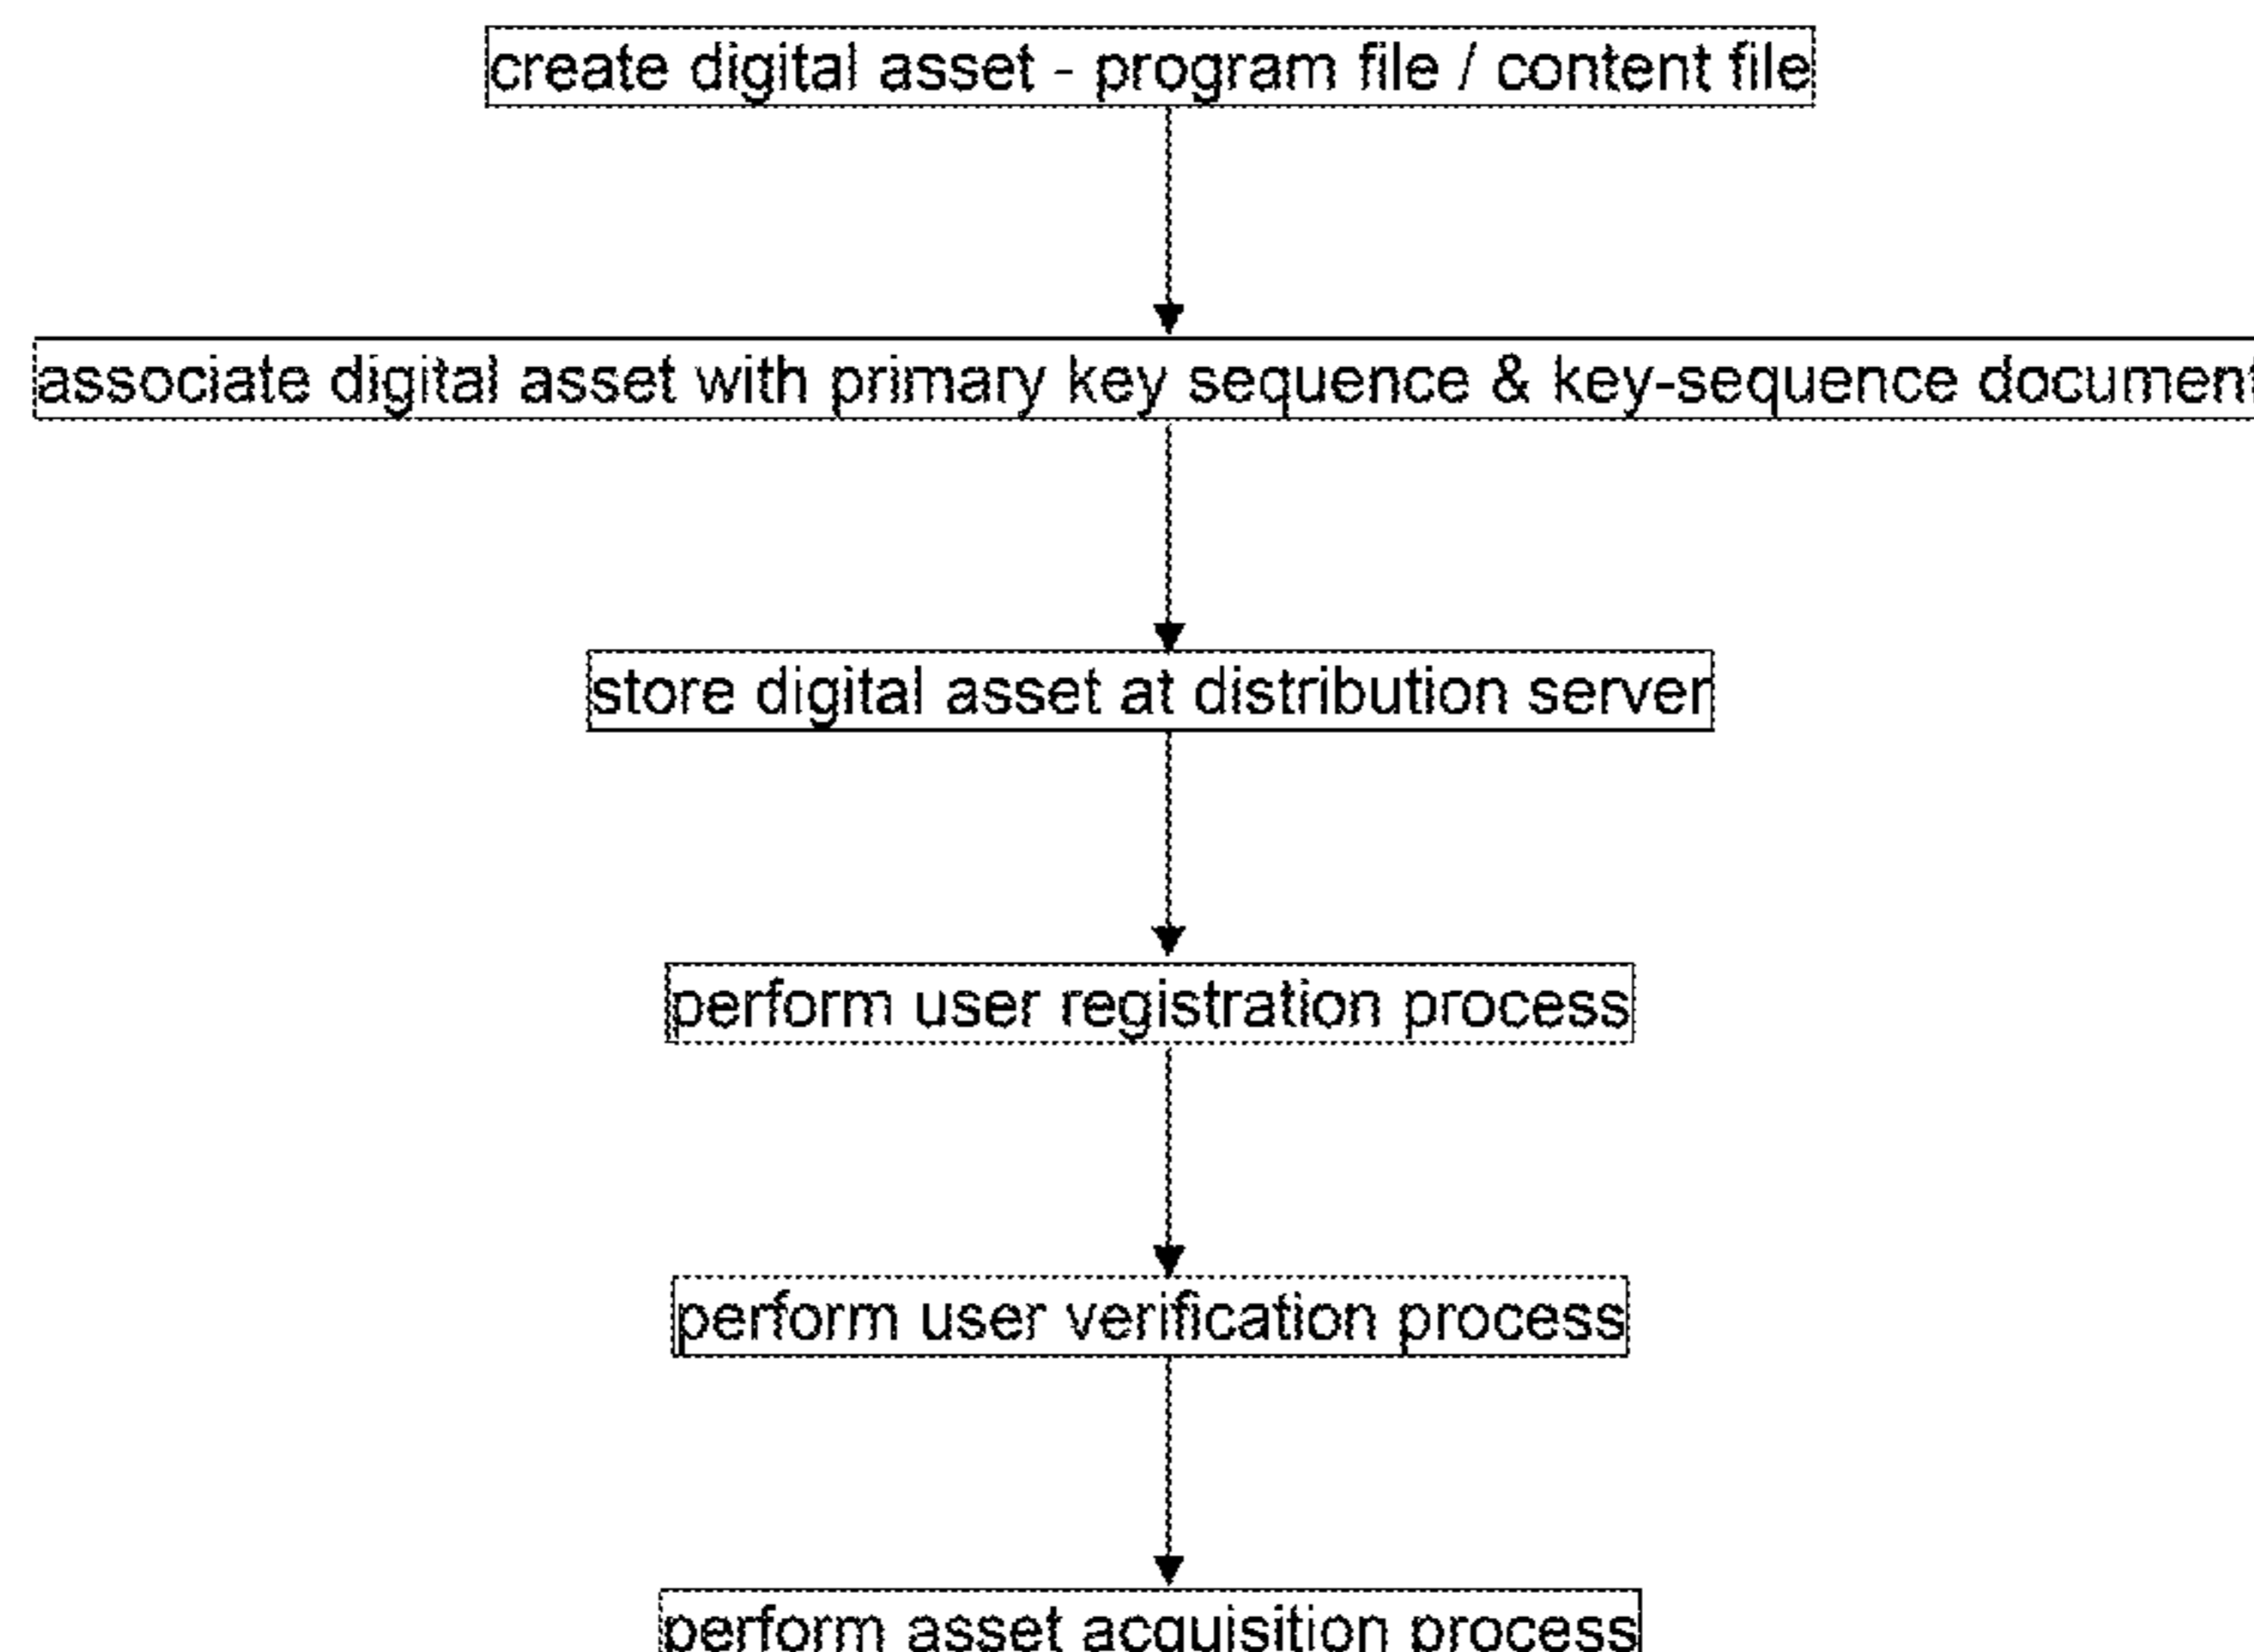 create digital asset - program file / content file
associate digital asset with primary key sequence & key-sequence document
store digital asset at distribution server
perform user registration process
perform user verification process
perform asset acquisition process